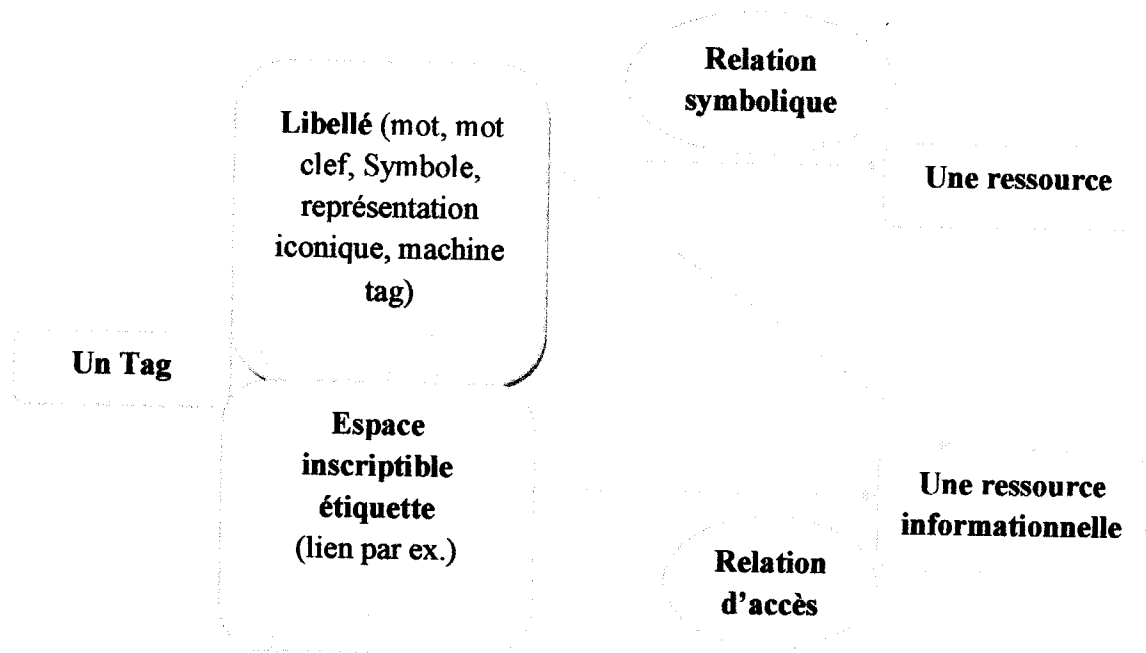 Relation
symbolique
Libellé (mot, mot
clef, Symbole,
représentation
iconique, machine
tag)
Une ressource
Un Tag
Espace
inscriptible
étiquette
(lien par ex.)
Une ressource
informationnelle
Relation
d'accès